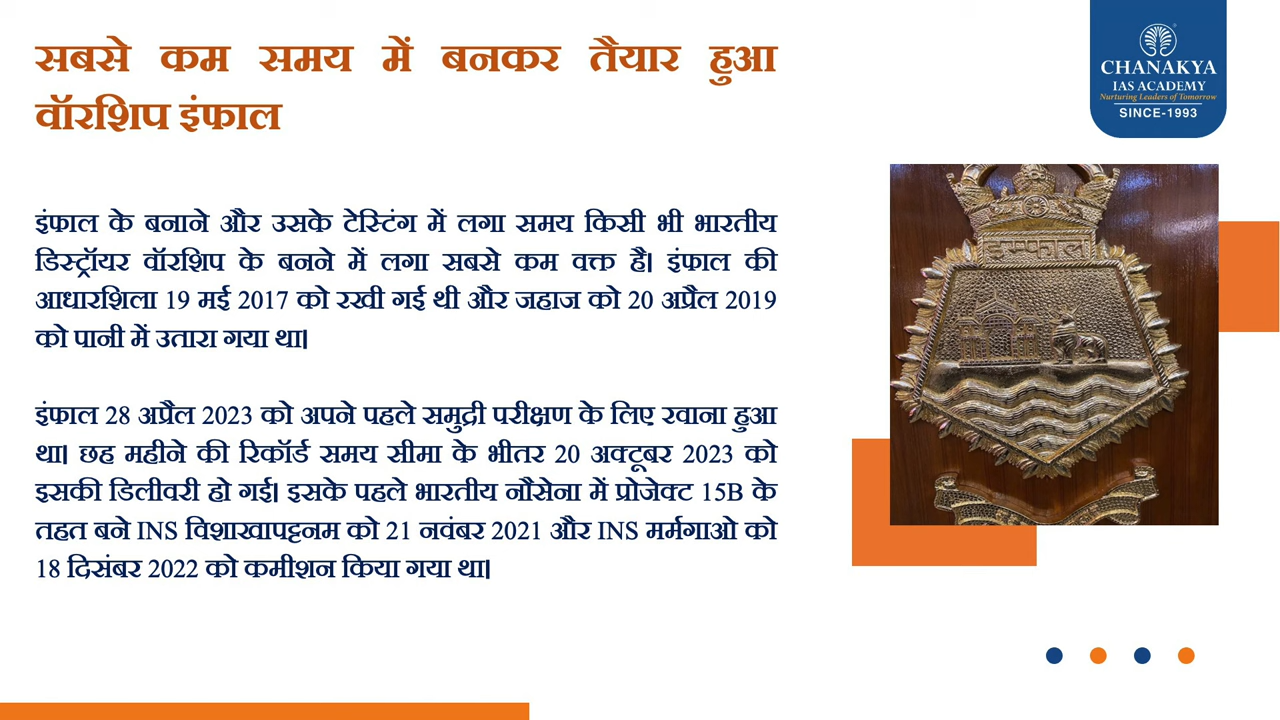 सबसे कम समय में बनकर तैयार हुआ
वॉरशिप इंफाल
CHANAKYA
IAS ACADEMY
Nurturing Leaders of Tomorrow
SINCE-1993
इंफाल के बनाने और उसके टेस्टिंग में लगा समय किसी भी भारतीय
डिस्ट्रॉयर वॉरशिप के बनने में लगा सबसे कम वक्त है। इंफाल की
आधारशिला 19 मई 2017 को रखी गई थी और जहाज को 20 अप्रैल 2019
को पानी में उतारा गया था।
इंफाल 28 अप्रैल 2023 को अपने पहले समुद्री परीक्षण के लिए रवाना हुआ
था। छह महीने की रिकॉर्ड समय सीमा के भीतर 20 अक्टूबर 2023 को
इसकी डिलीवरी हो गई। इसके पहले भारतीय नौसेना में प्रोजेक्ट 15B के
तहत बने INS विशाखापट्टनम को 21 नवंबर 2021 और INS मर्मगाओ को
18 दिसंबर 2022 को कमीशन किया गया था।
इम्फाल